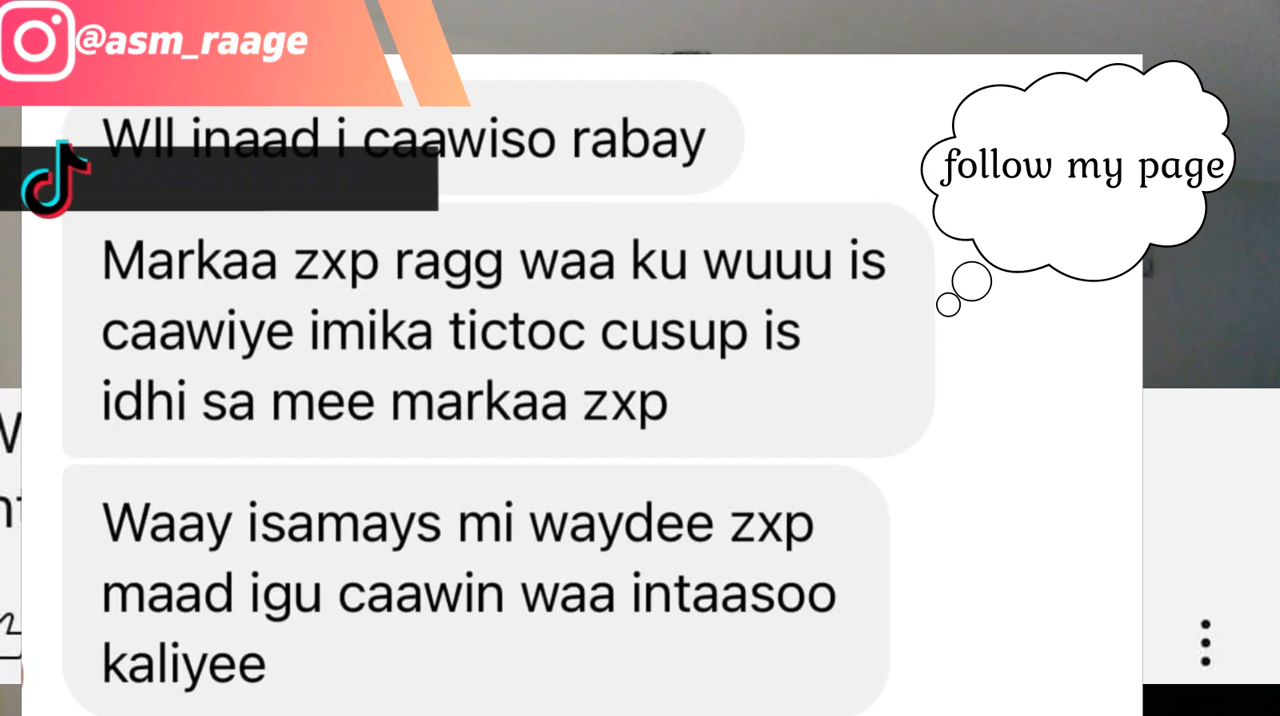 @asm_raage
Wll inaad i caawiso rabay
follow my page
Markaa zxp ragg waa ku wuuu is
caawiye imika tictoc cusup is
idhi sa mee markaa zxp
Waay isamays mi waydee zxp
maad igu caawin waa intaasoo
kaliyee